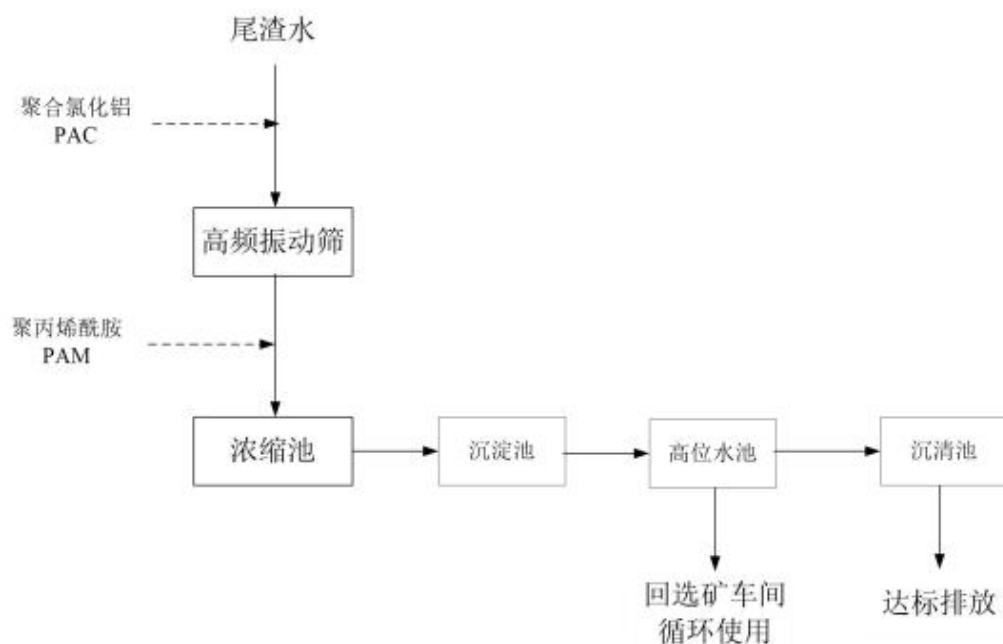 尾渣水
聚合氯化铝
PAC
高频振动筛
聚丙烯酰胺
PAM
浓缩池
沉淀池
高位水池
沉清池
回选矿车间
循环使用
达标排放